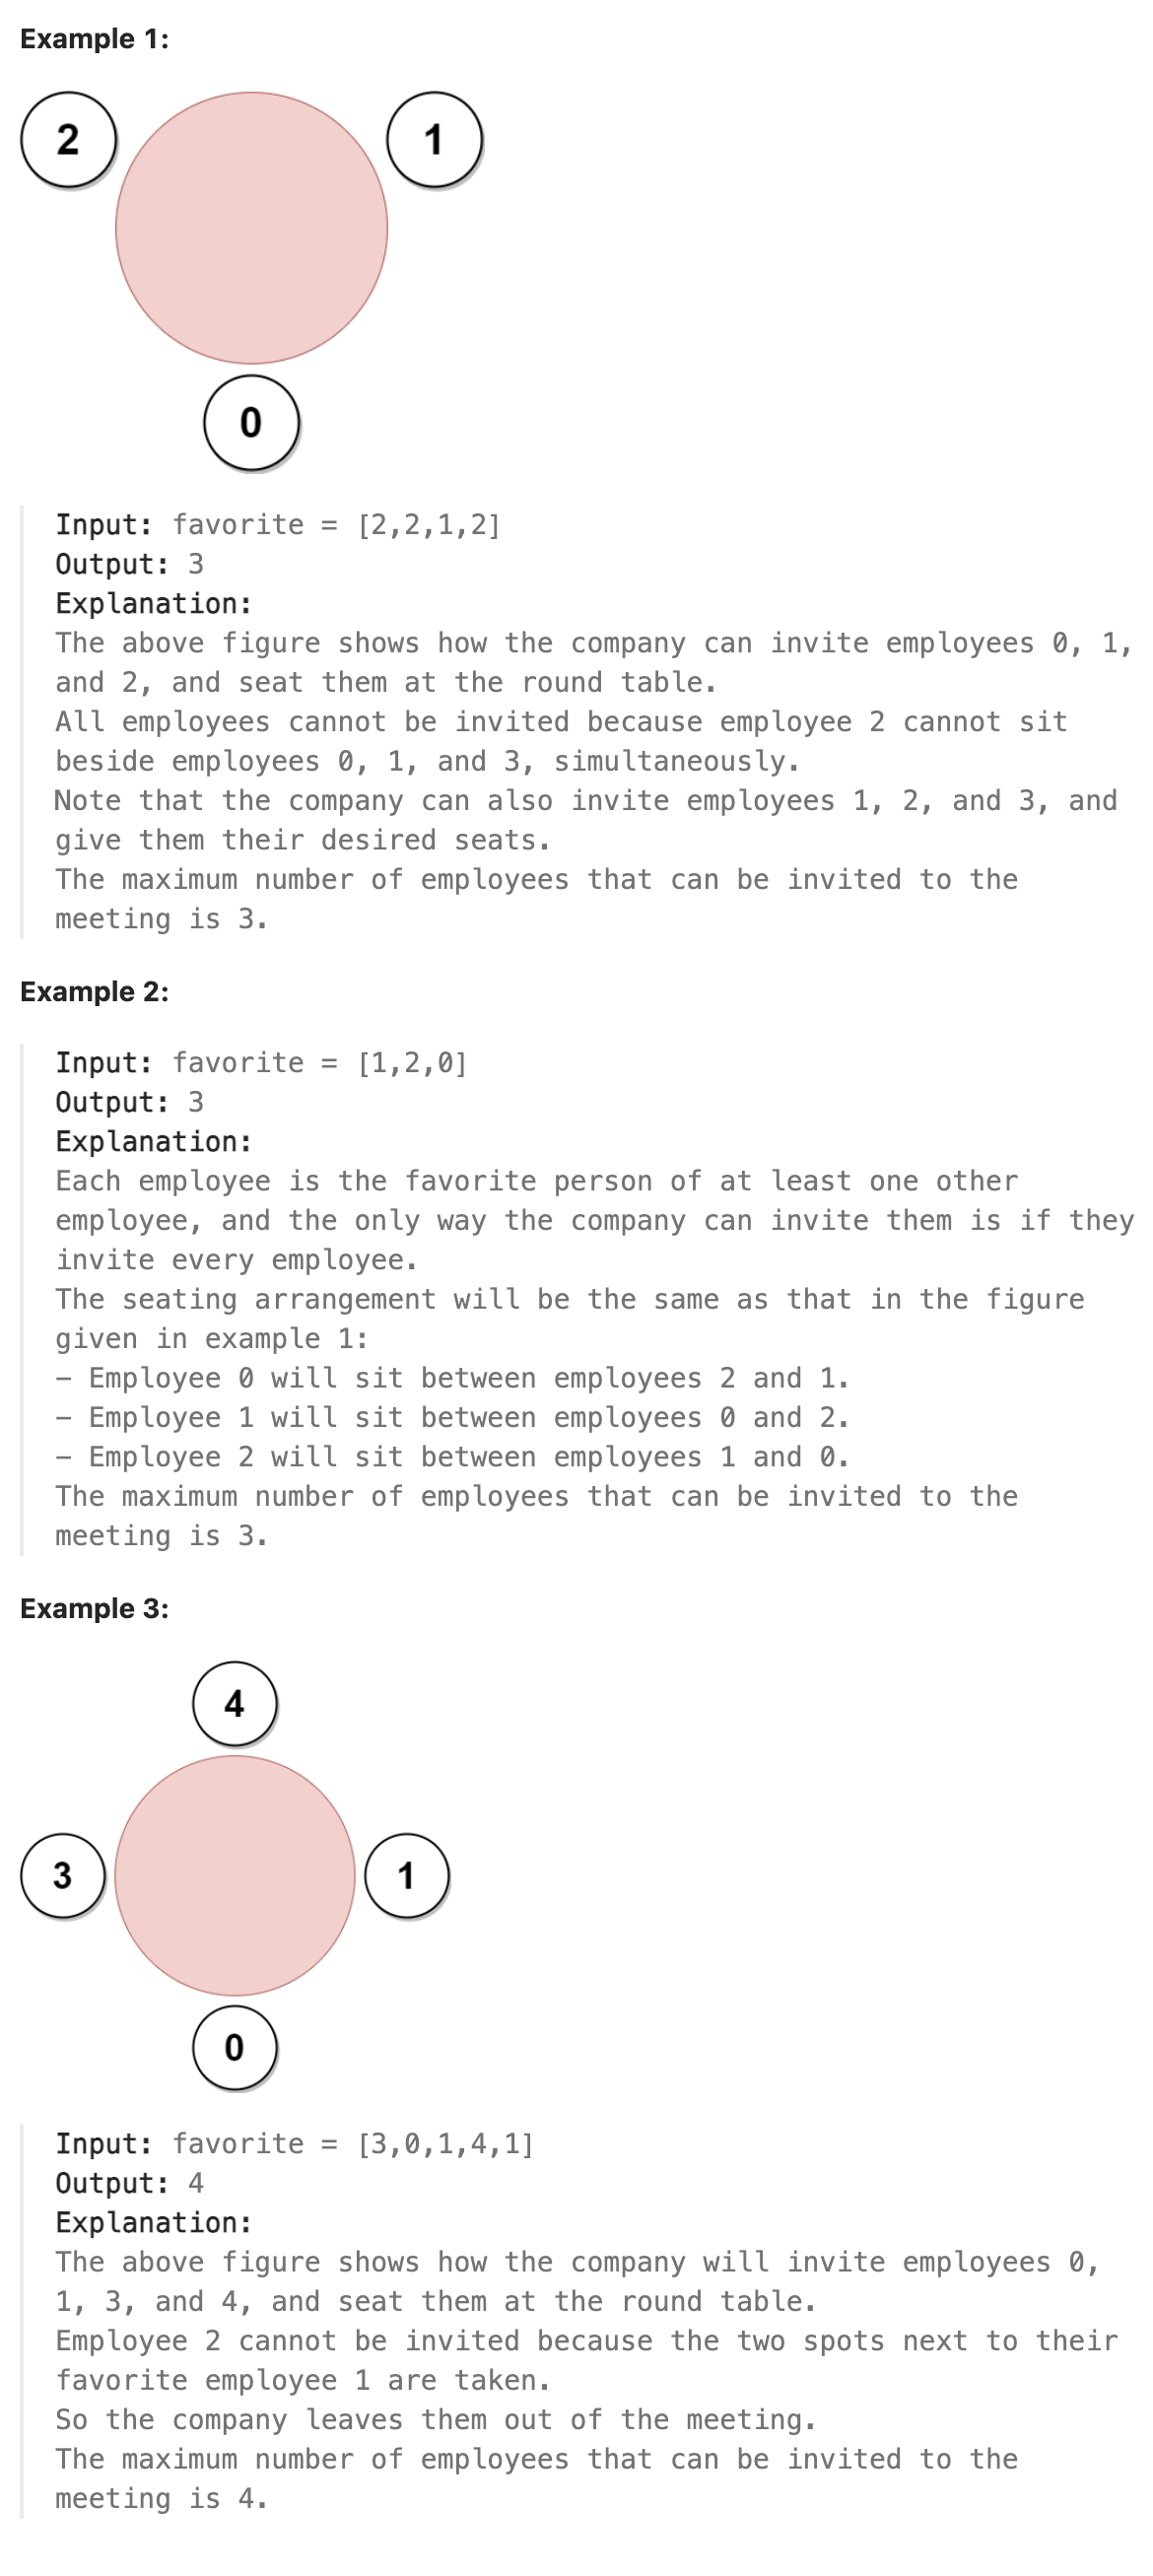 Example 1:
2
1
0
Input: favorite = [2,2,1,2]
Output: 3
Explanation:
The above figure shows how the company can invite employees 0, 1,
and 2, and seat them at the round table.
All employees cannot be invited because employee 2 cannot sit
beside employees 0, 1, and 3, simultaneously.
Note that the company can also invite employees 1, 2, and 3, and
give them their desired seats.
The maximum number of employees that can be invited to the
meeting is 3.
Example 2:
Input: favorite = [1,2,0]
Output: 3
Explanation:
Each employee is the favorite person of at least one other
employee, and the only way the company can invite them is if they
invite every employee.
The seating arrangement will be the same as that in the figure
given in example 1:
– Employee 0 will sit between employees 2 and 1.
– Employee 1 will sit between employees 0 and 2.
– Employee 2 will sit between employees 1 and 0.
The maximum number of employees that can be invited to the
meeting is 3.
Example 3:
4
3
1
0
Input: favorite = [3,0,1,4,1]
Output: 4
Explanation:
The above figure shows how the company will invite employees 0,
1, 3, and 4, and seat them at the round table.
Employee 2 cannot be invited because the two spots next to their
favorite employee 1 are taken.
So the company leaves them out of the meeting.
The maximum number of employees that can be invited to the
meeting is 4.